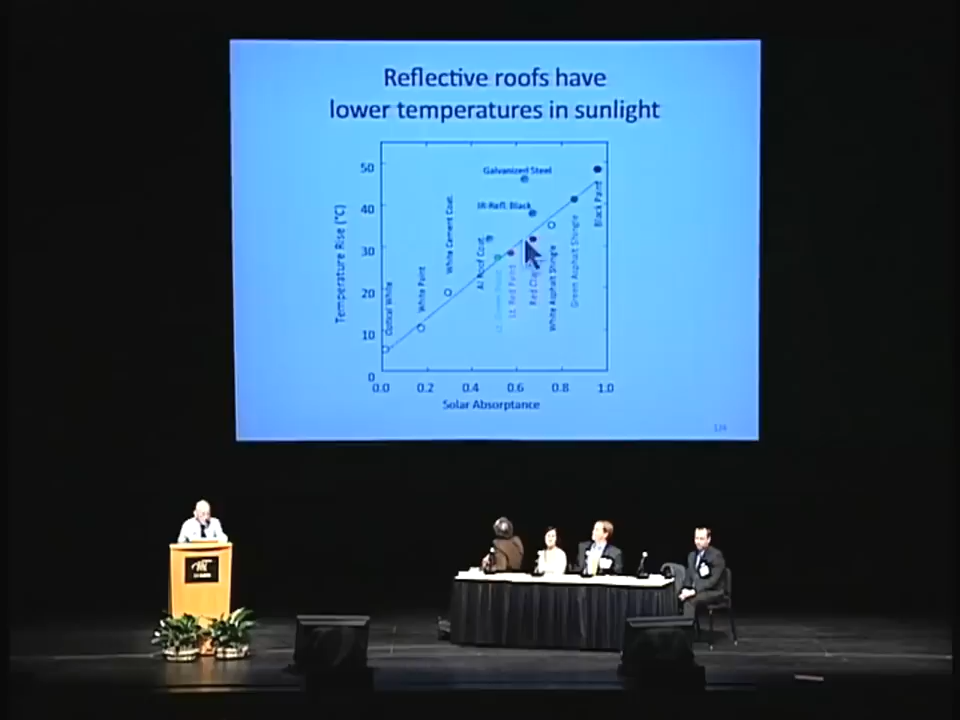 Reflective roofs have
lower temperatures in sunlight
Temperature Rise (°C)
50
40
30
20
10
0
0.0 0.2 0.4 0.6 0.8 1.0
Solar Absorptance
Optical White
White Paint
White Cement Coat.
Al Roof Coat.
Galvanized Steel
IR-Refl. Black
Lt. Red Paint
Red Clay
White Asphalt Shingle
Green Asphalt Shingle
Black Paint